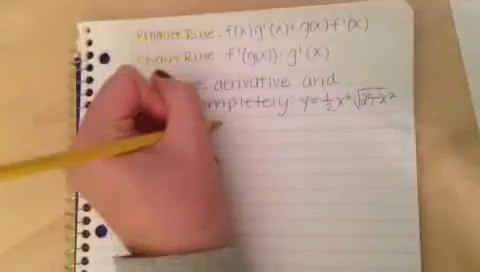 Product Rule: f(x)g'(x)+g(x)f'(x)
Chain Rule f'(g(x))·g'(x)
derivative and
completely y=½x²√25-x²